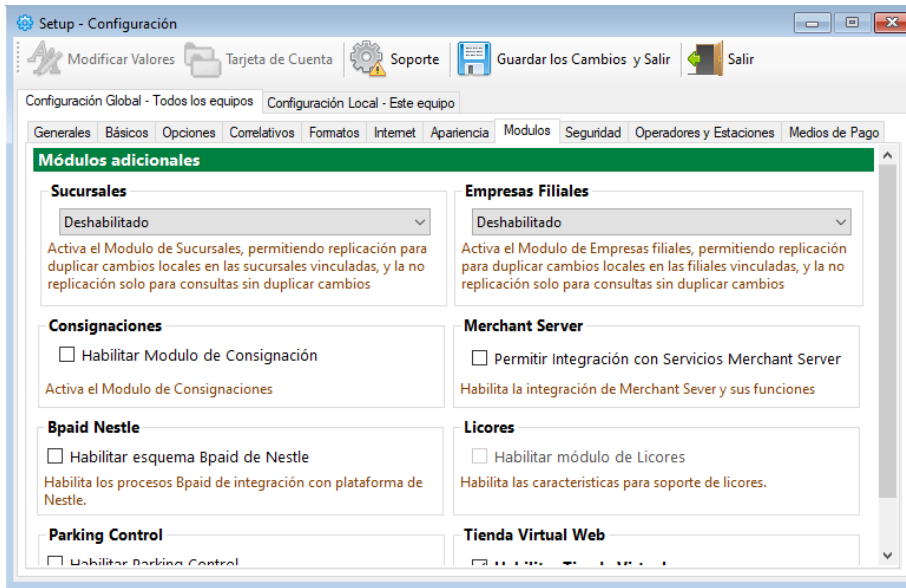 Setup - Configuración
Modificar Valores Tarjeta de Cuenta Soporte Guardar los Cambios y Salir Salir
Configuración Global - Todos los equipos Configuración Local - Este equipo
Generales Básicos Opciones Correlativos Formatos Internet Apariencia Modulos Seguridad Operadores y Estaciones Medios de Pago
Módulos adicionales
Sucursales
Deshabilitado
Activa el Modulo de Sucursales, permitiendo replicación para
duplicar cambios locales en las sucursales vinculadas, y la no
replicación solo para consultas sin duplicar cambios
Empresas Filiales
Deshabilitado
Activa el Modulo de Empresas filiales, permitiendo replicación
para duplicar cambios locales en las filiales vinculadas, y la no
replicación solo para consultas sin duplicar cambios
Consignaciones
Habilitar Modulo de Consignación
Activa el Modulo de Consignaciones
Merchant Server
Permitir Integración con Servicios Merchant Server
Habilita la integración de Merchant Sever y sus funciones
Bpaid Nestle
Habilitar esquema Bpaid de Nestle
Habilita los procesos Bpaid de integración con plataforma de
Nestle.
Licores
Habilitar módulo de Licores
Habilita las caracteristicas para soporte de licores.
Parking Control
Habilitar Parking Control
Tienda Virtual Web
Habilitar Tienda Virtual